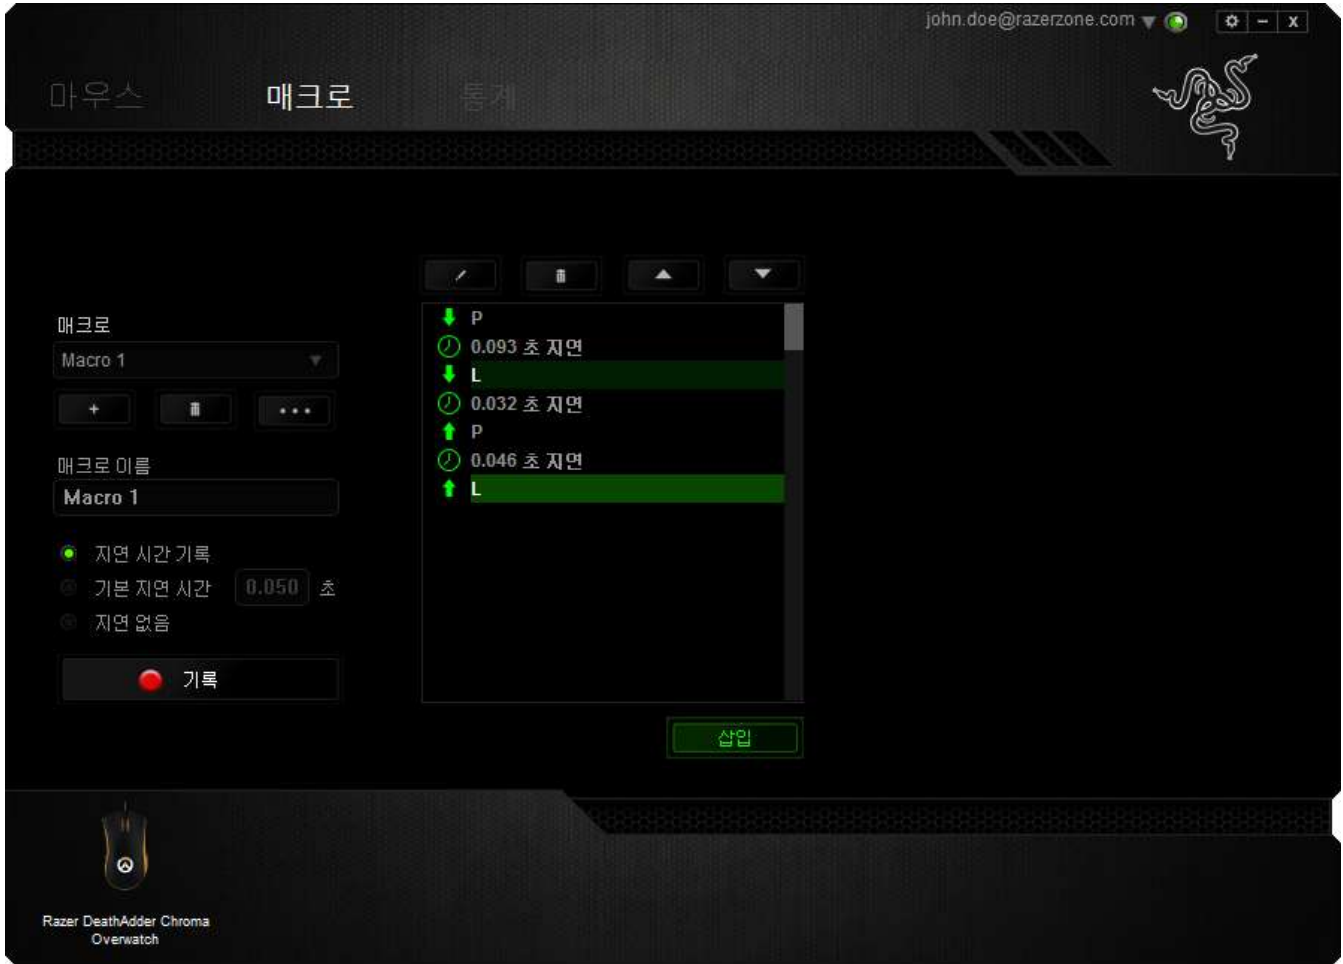 john.doe@razerzone.com
마우스 매크로 통계
매크로
Macro 1
매크로 이름
Macro 1
지연 시간 기록
기본 지연 시간 0.050 초
지연 없음
기록
P
0.093 초 지연
L
0.032 초 지연
P
0.046 초 지연
L
삽입
Razer DeathAdder Chroma
Overwatch